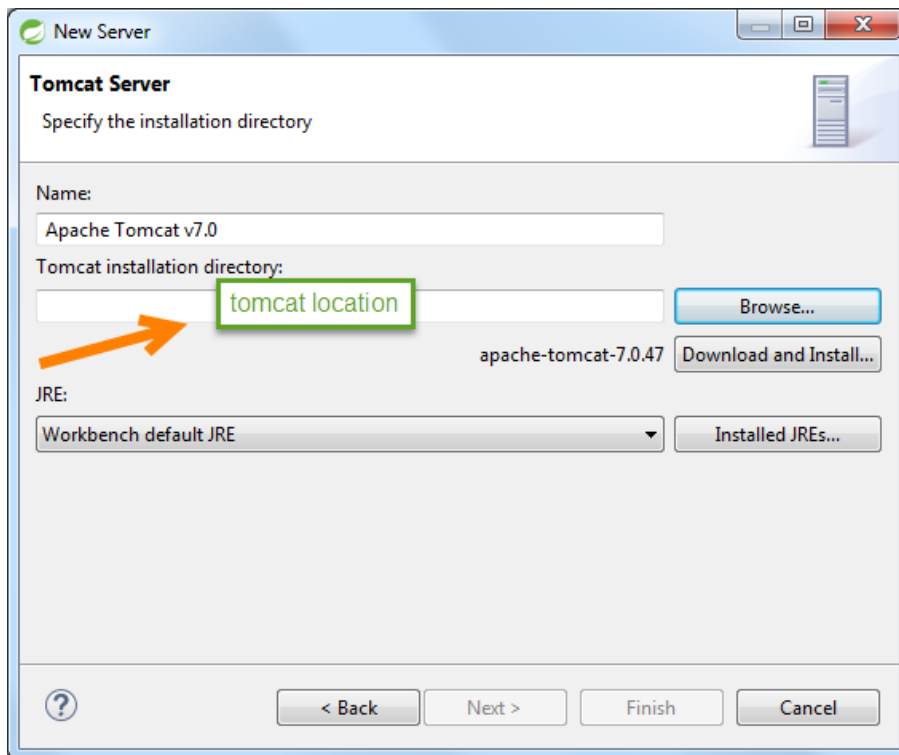 New Server
Tomcat Server
Specify the installation directory
Name:
Apache Tomcat v7.0
Tomcat installation directory:
tomcat location
Browse...
apache-tomcat-7.0.47 Download and Install...
JRE:
Workbench default JRE Installed JREs...
? < Back Next > Finish Cancel